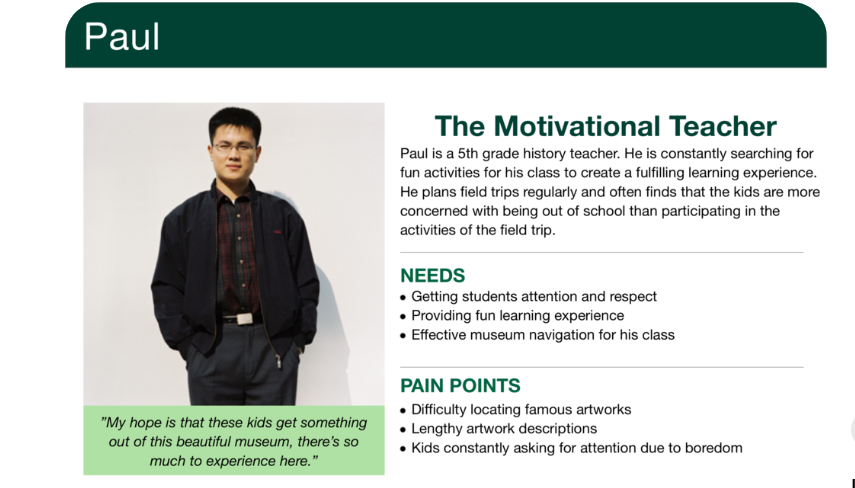 Paul
The Motivational Teacher
Paul is a 5th grade history teacher. He is constantly searching for
fun activities for his class to create a fulfilling learning experience.
He plans field trips regularly and often finds that the kids are more
concerned with being out of school than participating in the
activities of the field trip.
NEEDS
• Getting students attention and respect
• Providing fun learning experience
• Effective museum navigation for his class
PAIN POINTS
• Difficulty locating famous artworks
• Lengthy artwork descriptions
• Kids constantly asking for attention due to boredom
"My hope is that these kids get something
out of this beautiful museum, there's so
much to experience here."